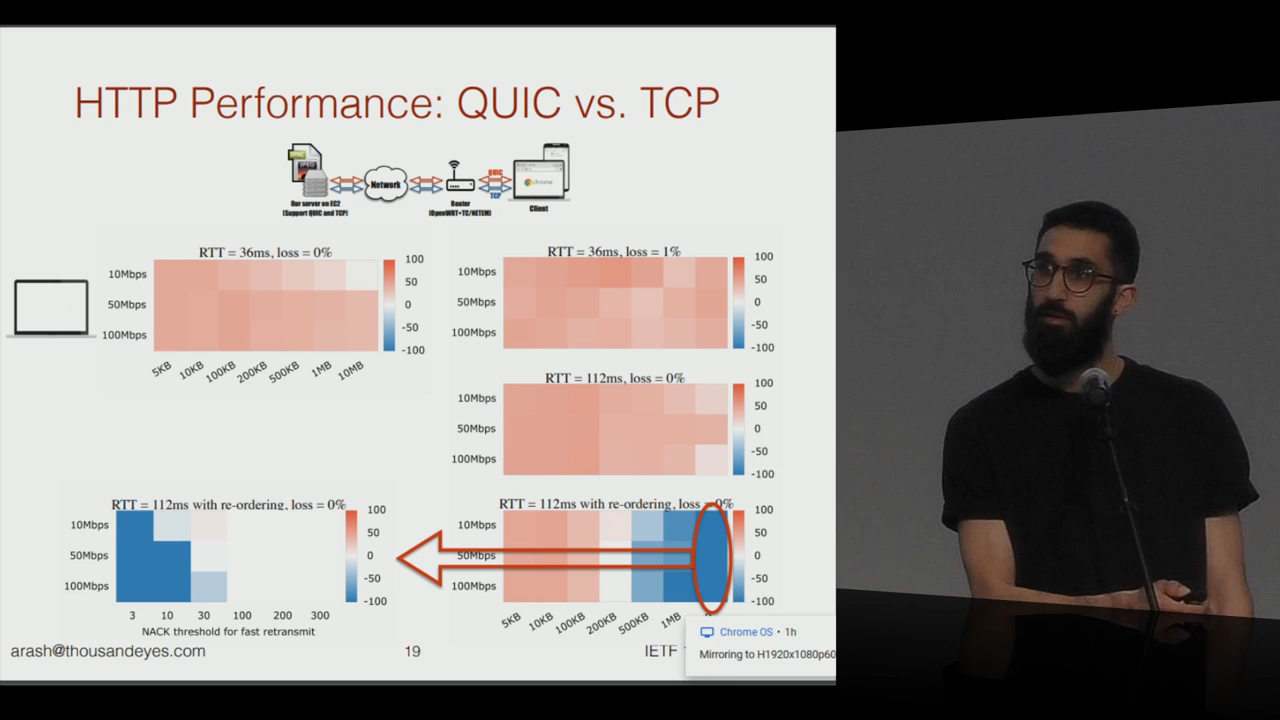 HTTP Performance: QUIC vs. TCP
HTML
JPEG
Network
QUIC
TCP
chrome
Our server on EC2
(Support QUIC and TCP)
Router
(OpenWRT+TC/NETEM)
Client
RTT = 36ms, loss = 0%
10Mbps
50Mbps
100Mbps
5KB 10KB 100KB 200KB 500KB 1MB 10MB
100
50
0
-50
-100
RTT = 36ms, loss = 1%
10Mbps
50Mbps
100Mbps
100
50
0
-50
-100
RTT = 112ms, loss = 0%
10Mbps
50Mbps
100Mbps
100
50
0
-50
-100
RTT = 112ms with re-ordering, loss = 0%
10Mbps
50Mbps
100Mbps
3 10 30 100 200 300
NACK threshold for fast retransmit
100
50
0
-50
-100
RTT = 112ms with re-ordering, loss = 0%
10Mbps
50Mbps
100Mbps
5KB 10KB 100KB 200KB 500KB 1MB
100
50
0
-50
-100
arash@thousandeyes.com
19
IETF
Chrome OS • 1h
Mirroring to H1920x1080p60